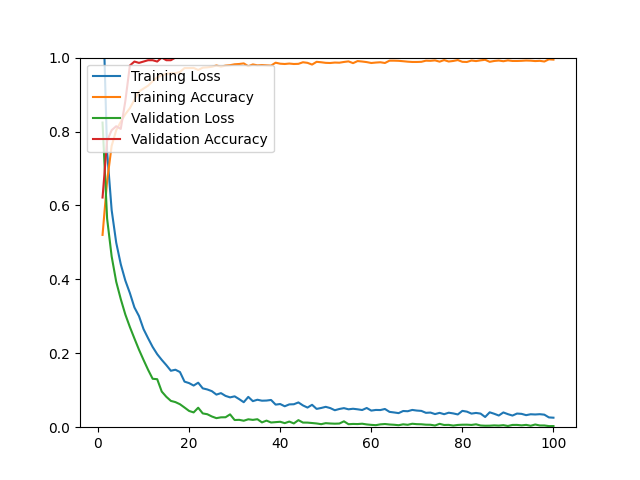 1.0
0.8
0.6
0.4
0.2
0.0
Training Loss
Training Accuracy
Validation Loss
Validation Accuracy
0 20 40 60 80 100